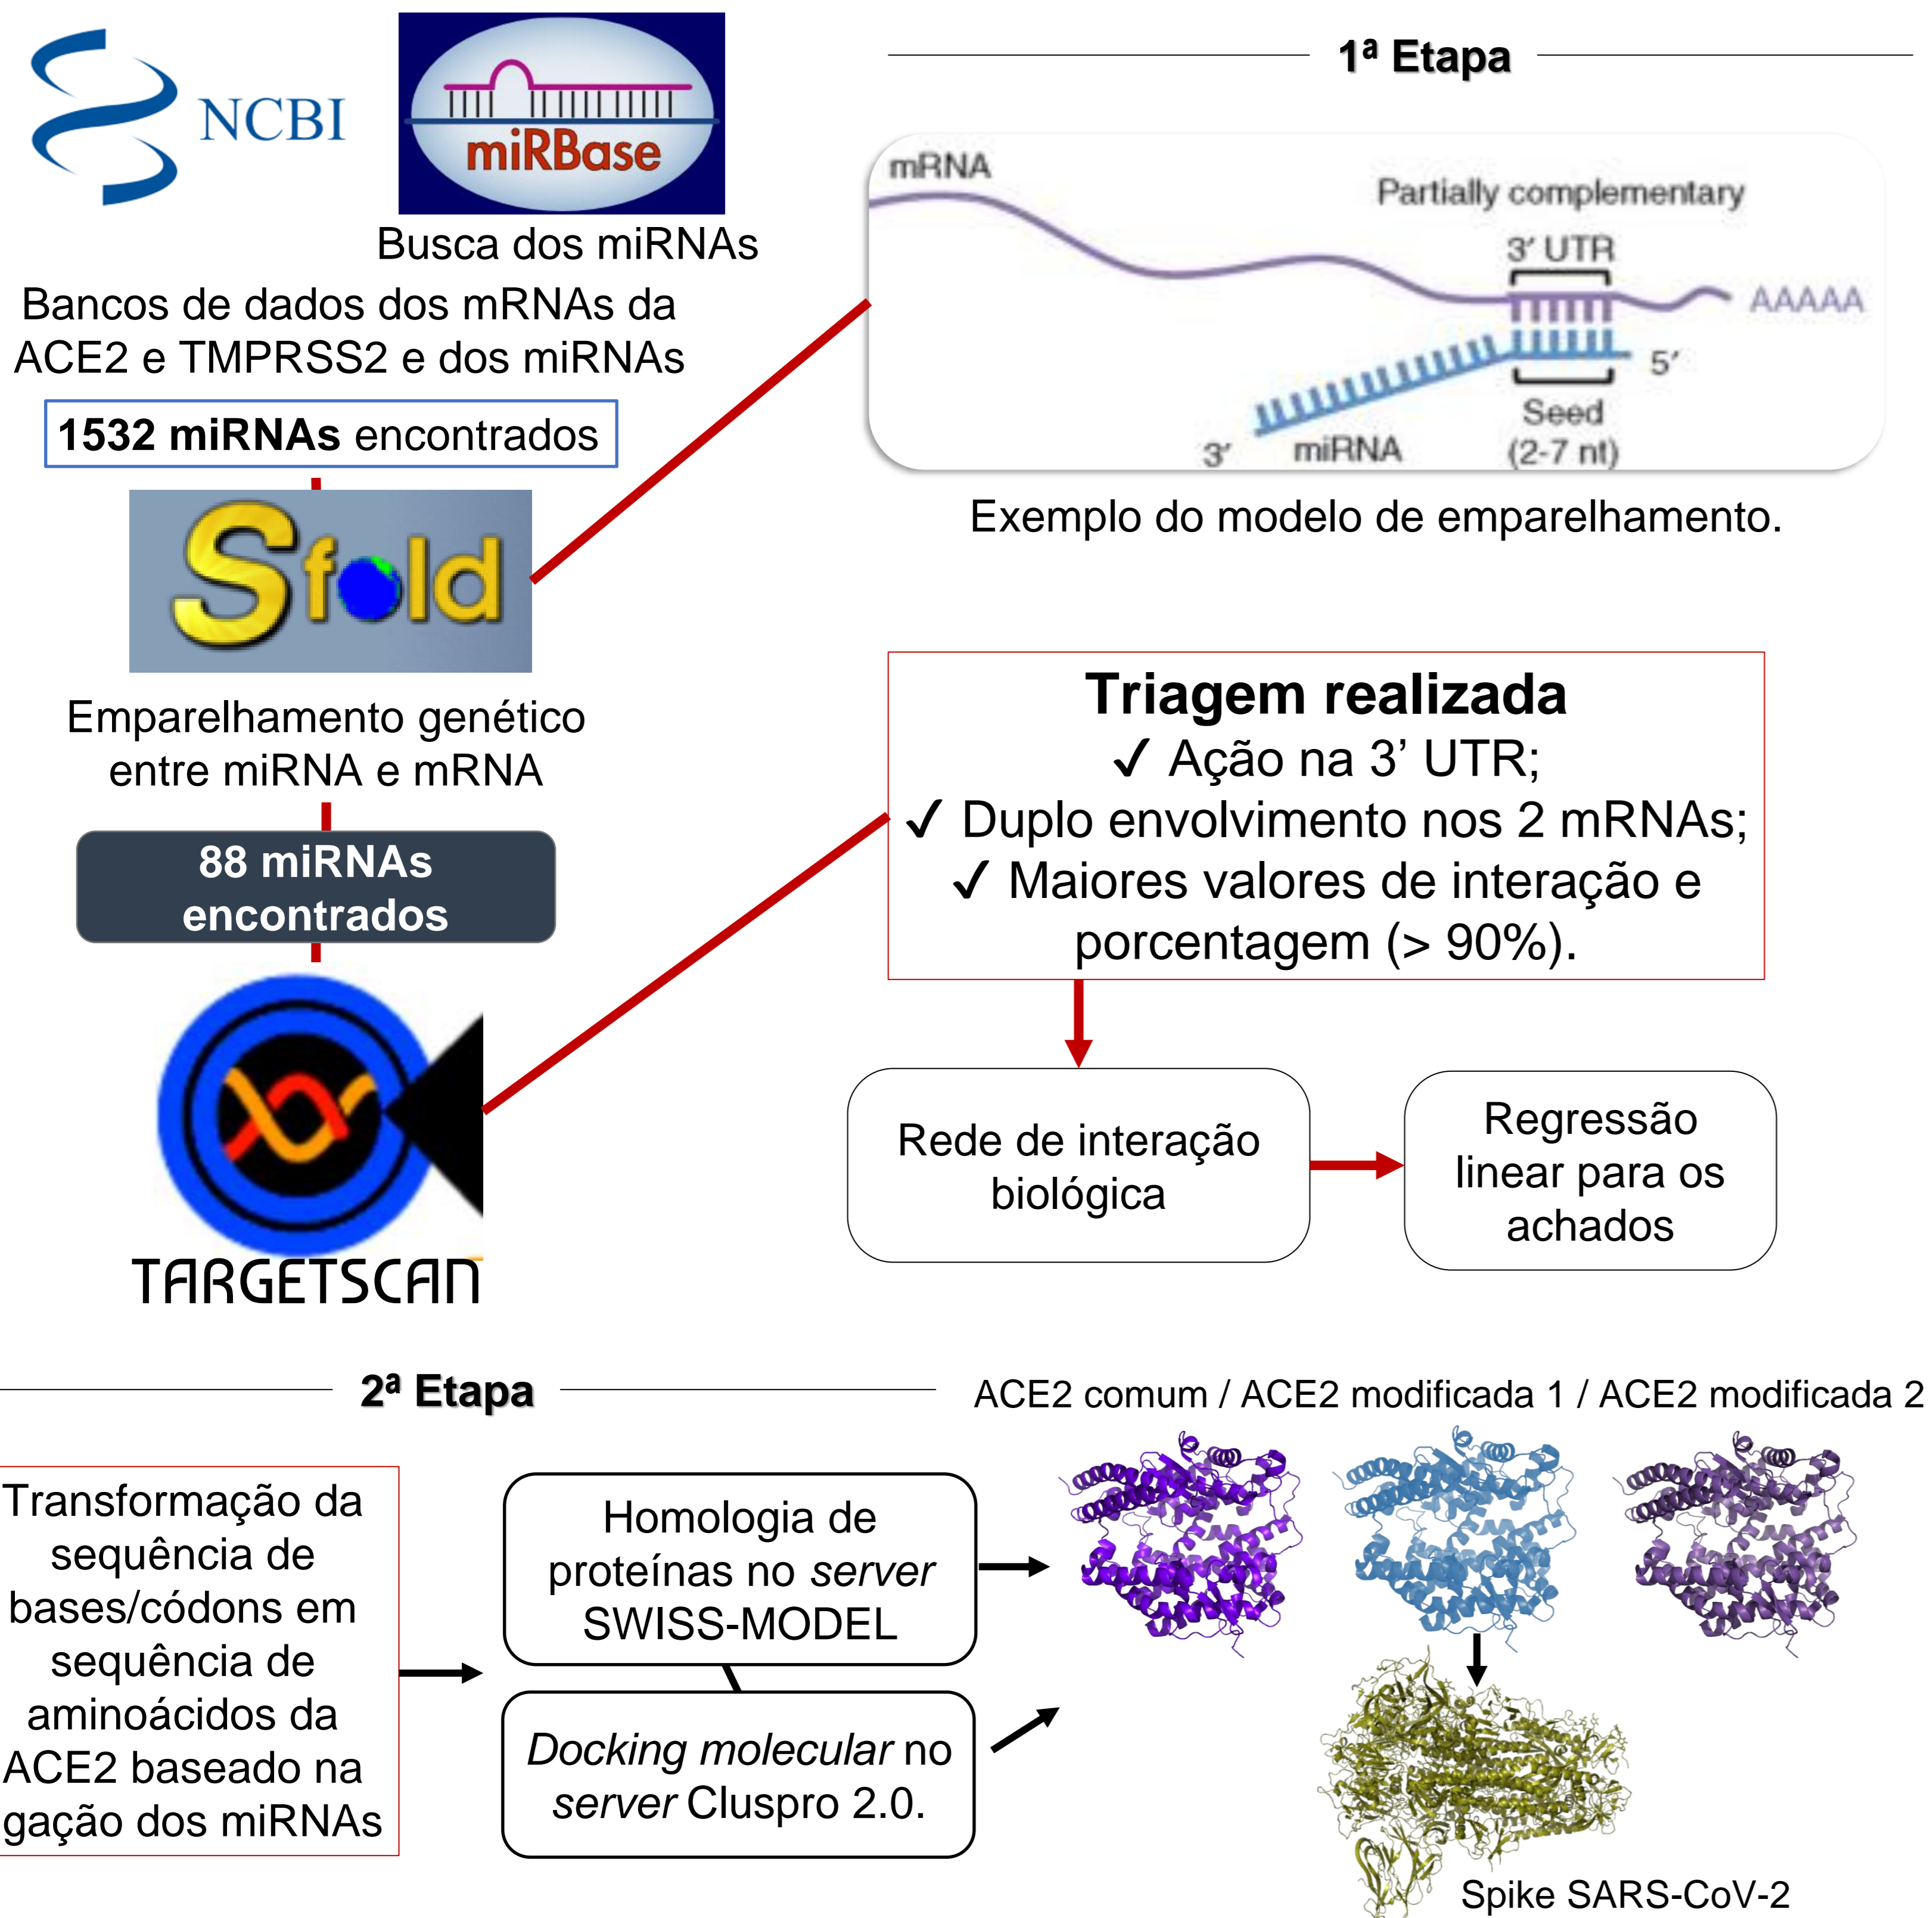 NCBI
miRBase
Busca dos miRNAs
Bancos de dados dos mRNAs da
ACE2 e TMPRSS2 e dos miRNAs
1532 miRNAs encontrados
Sfold
Emparelhamento genético
entre miRNA e mRNA
88 miRNAs
encontrados
TARGETSCAN
1ª Etapa
mRNA
Partially complementary
3′ UTR
AAAAA
5′
Seed
(2-7 nt)
3′
miRNA
Exemplo do modelo de emparelhamento.
Triagem realizada
✓ Ação na 3’ UTR;
✓ Duplo envolvimento nos 2 mRNAs;
✓ Maiores valores de interação e
porcentagem (> 90%).
Rede de interação
biológica
Regressão
linear para os
achados
2ª Etapa
Transformação da
sequência de
bases/códons em
sequência de
aminoácidos da
ACE2 baseado na
gação dos miRNAs
Homologia de
proteínas no server
SWISS-MODEL
Docking molecular no
server Cluspro 2.0.
ACE2 comum / ACE2 modificada 1 / ACE2 modificada 2
Spike SARS-CoV-2